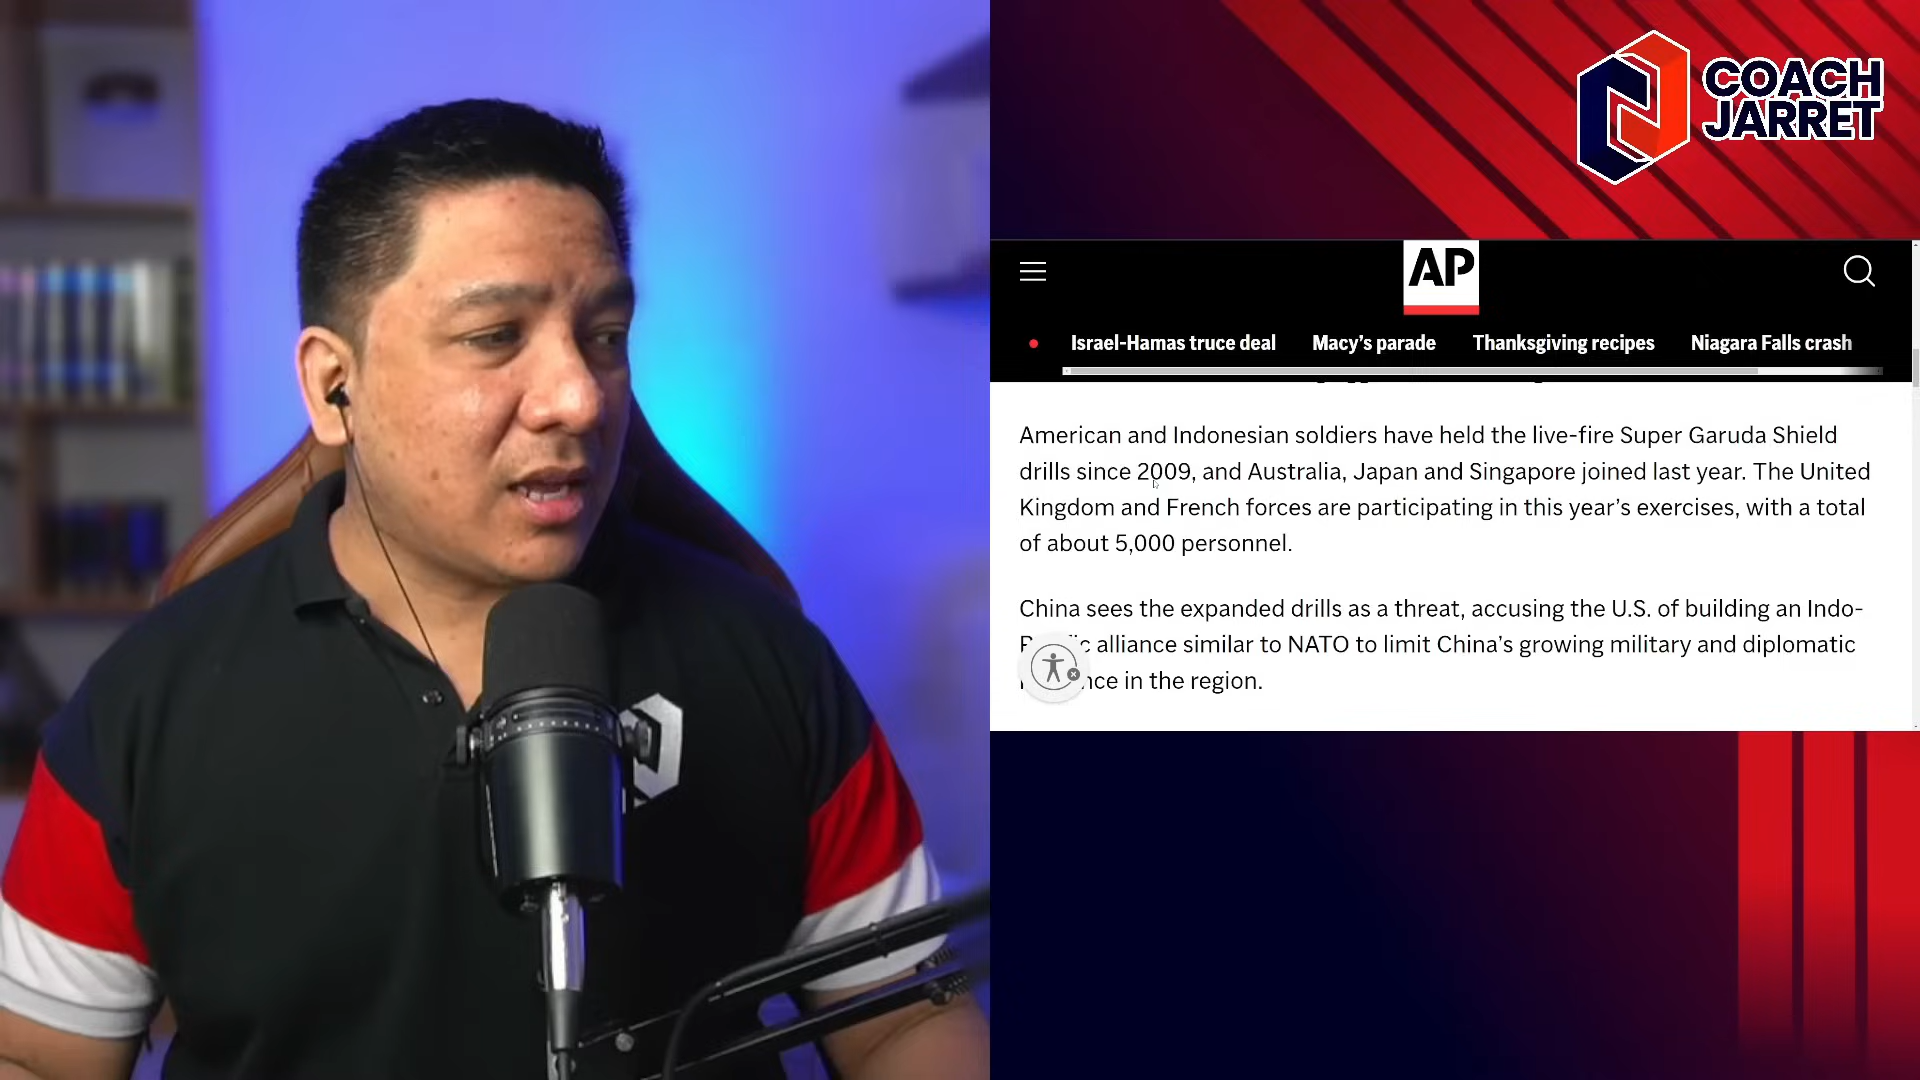 COACH
JARRET
AP
Israel-Hamas truce deal Macy's parade Thanksgiving recipes Niagara Falls crash
American and Indonesian soldiers have held the live-fire Super Garuda Shield
drills since 2009, and Australia, Japan and Singapore joined last year. The United
Kingdom and French forces are participating in this year's exercises, with a total
of about 5,000 personnel.
China sees the expanded drills as a threat, accusing the U.S. of building an Indo-
alliance similar to NATO to limit China's growing military and diplomatic
in the region.